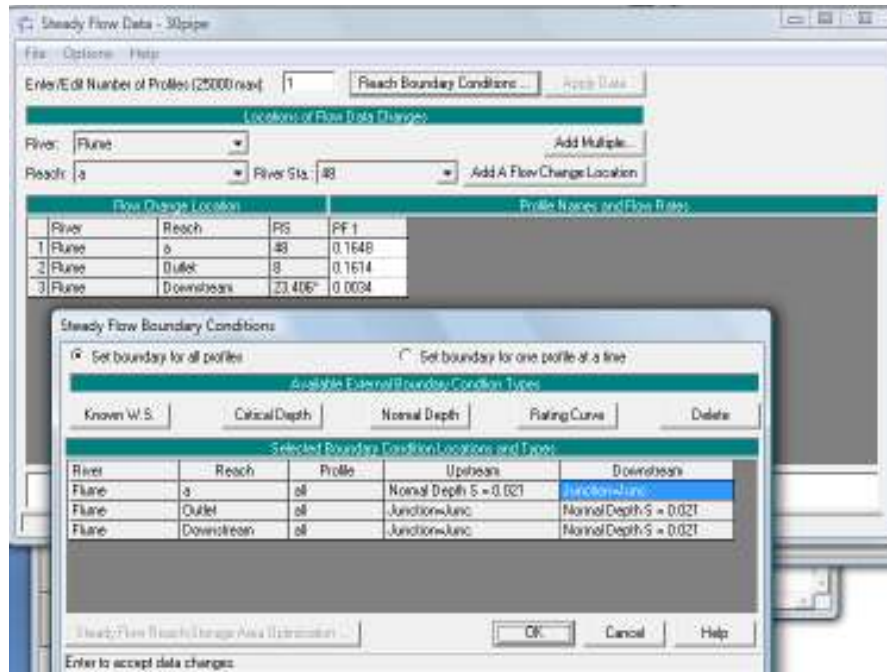 Steady Flow Data - 30pipe
File Options Help
Enter/Edit Number of Profiles (25000 max): 1 Reach Boundary Conditions ... Apply Data
Locations of Flow Data Changes
River: Flume
Add Multiple...
Reach: a River Sta.: 48 Add A Flow Change Location
Flow Change Location Profile Names and Flow Rates
River Reach RS PF 1
1 Flume a 48 0.1648
2 Flume Outlet 8 0.1614
3 Flume Downstream 23.406* 0.0034
Steady Flow Boundary Conditions
Set boundary for all profiles Set boundary for one profile at a time
Available External Boundary Condition Types
Known W.S. Critical Depth Normal Depth Rating Curve Delete
Selected Boundary Condition Locations and Types
River Reach Profile Upstream Downstream
Flume a all Normal Depth S = 0.021 Junction=Junc
Flume Outlet all Junction=Junc Normal Depth S = 0.021
Flume Downstream all Junction=Junc Normal Depth S = 0.021
Steady Flow Reach-Storage Area Optimization ... OK Cancel Help
Enter to accept data changes.